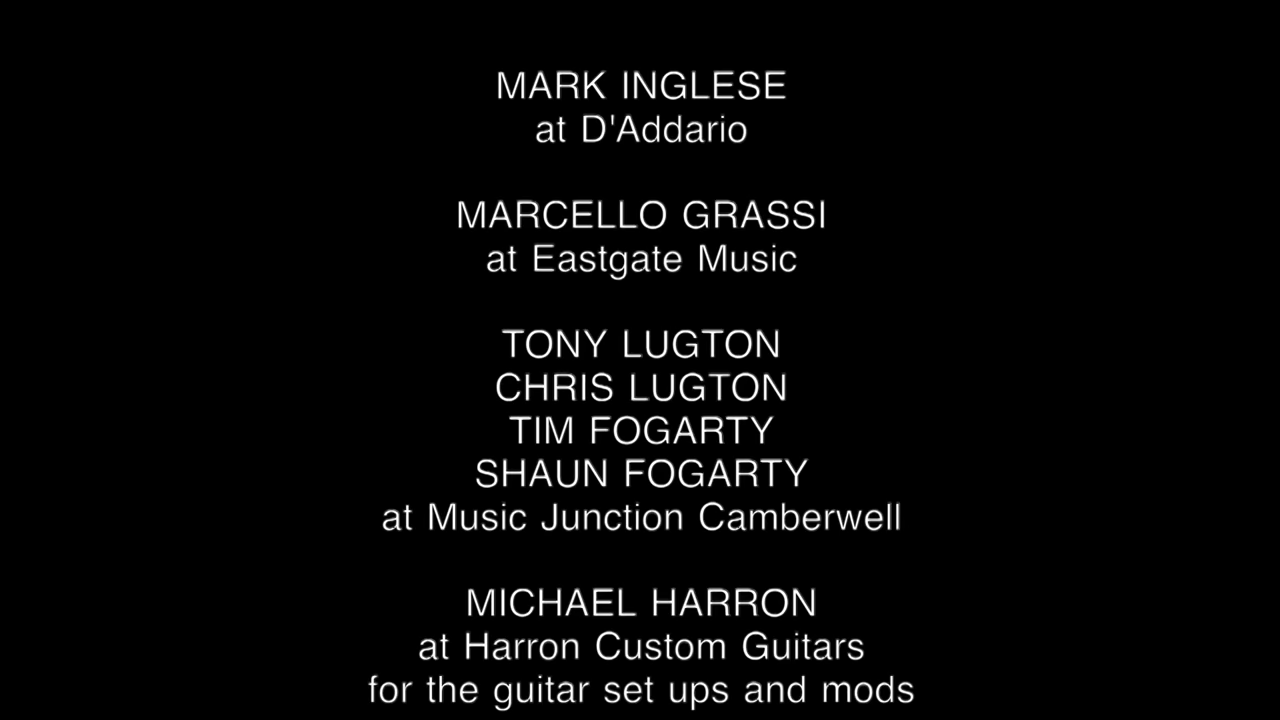 MARK INGLESE
at D'Addario
MARCELLO GRASSI
at Eastgate Music
TONY LUGTON
CHRIS LUGTON
TIM FOGARTY
SHAUN FOGARTY
at Music Junction Camberwell
MICHAEL HARRON
at Harron Custom Guitars
for the guitar set ups and mods